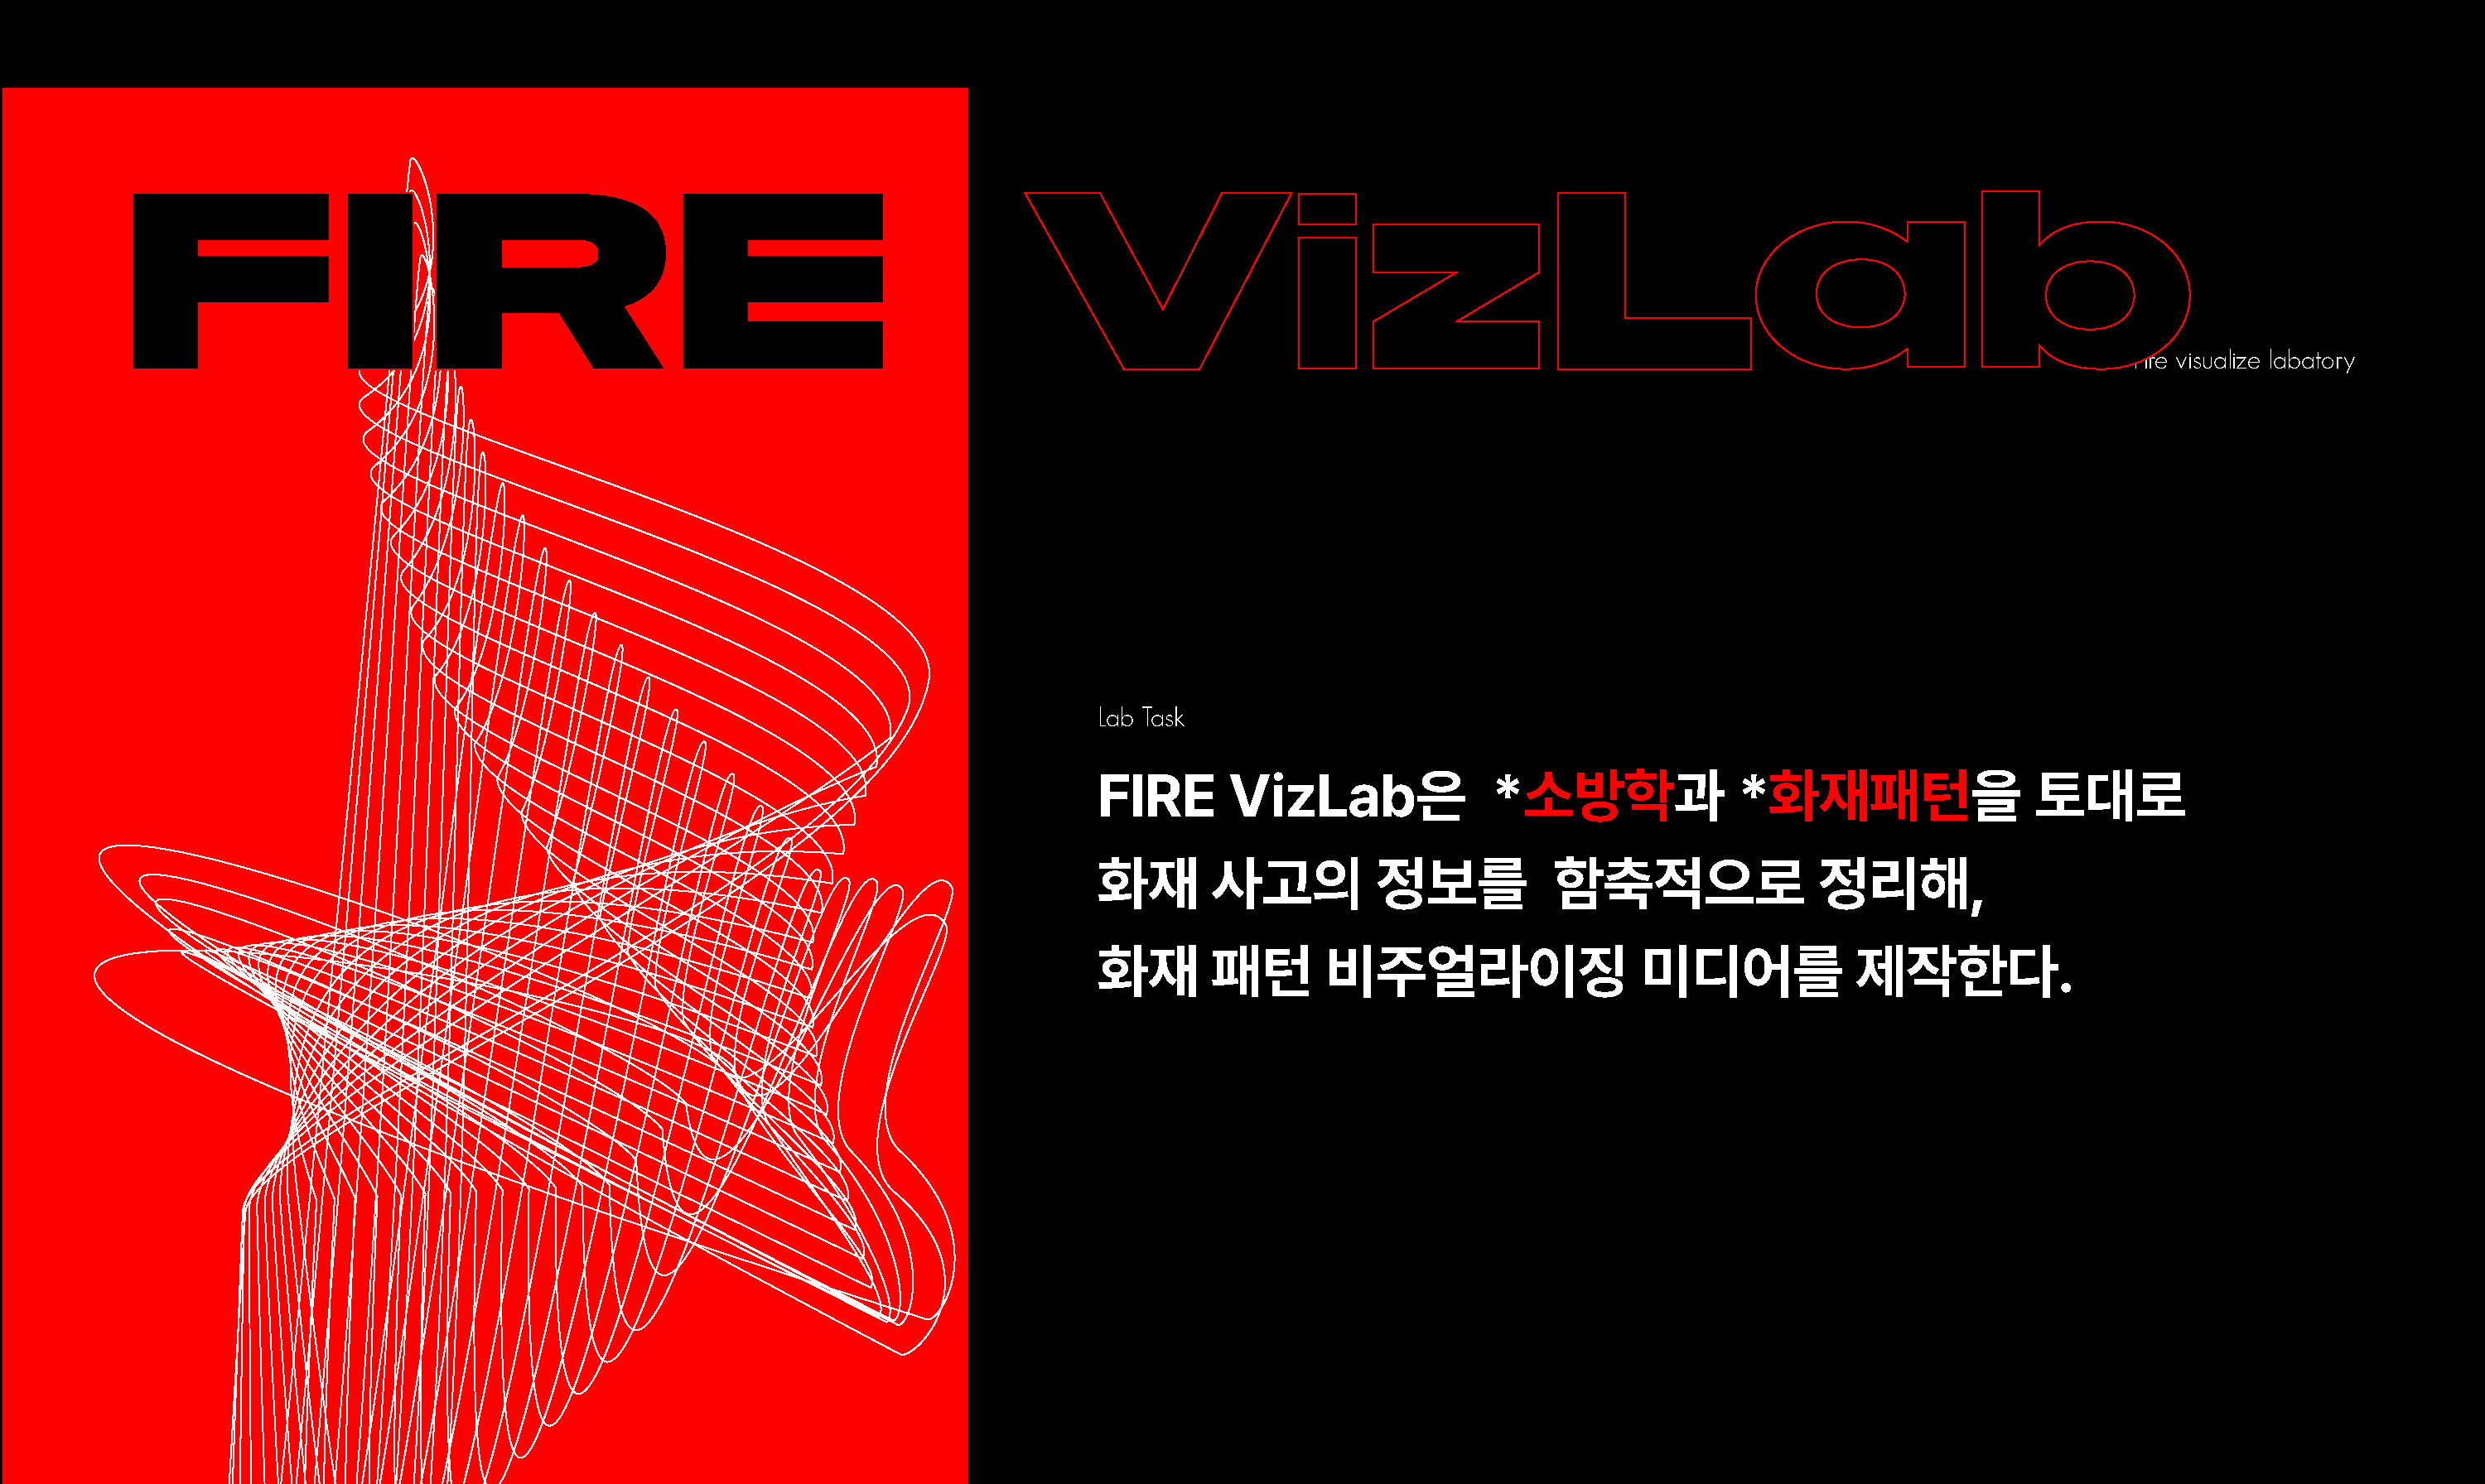 FIRE VizLab
ire visualize labatory
Lab Task
FIRE VizLab은 *소방학과 *화재패턴을 토대로
화재 사고의 정보를 함축적으로 정리해,
화재 패턴 비주얼라이징 미디어를 제작한다.